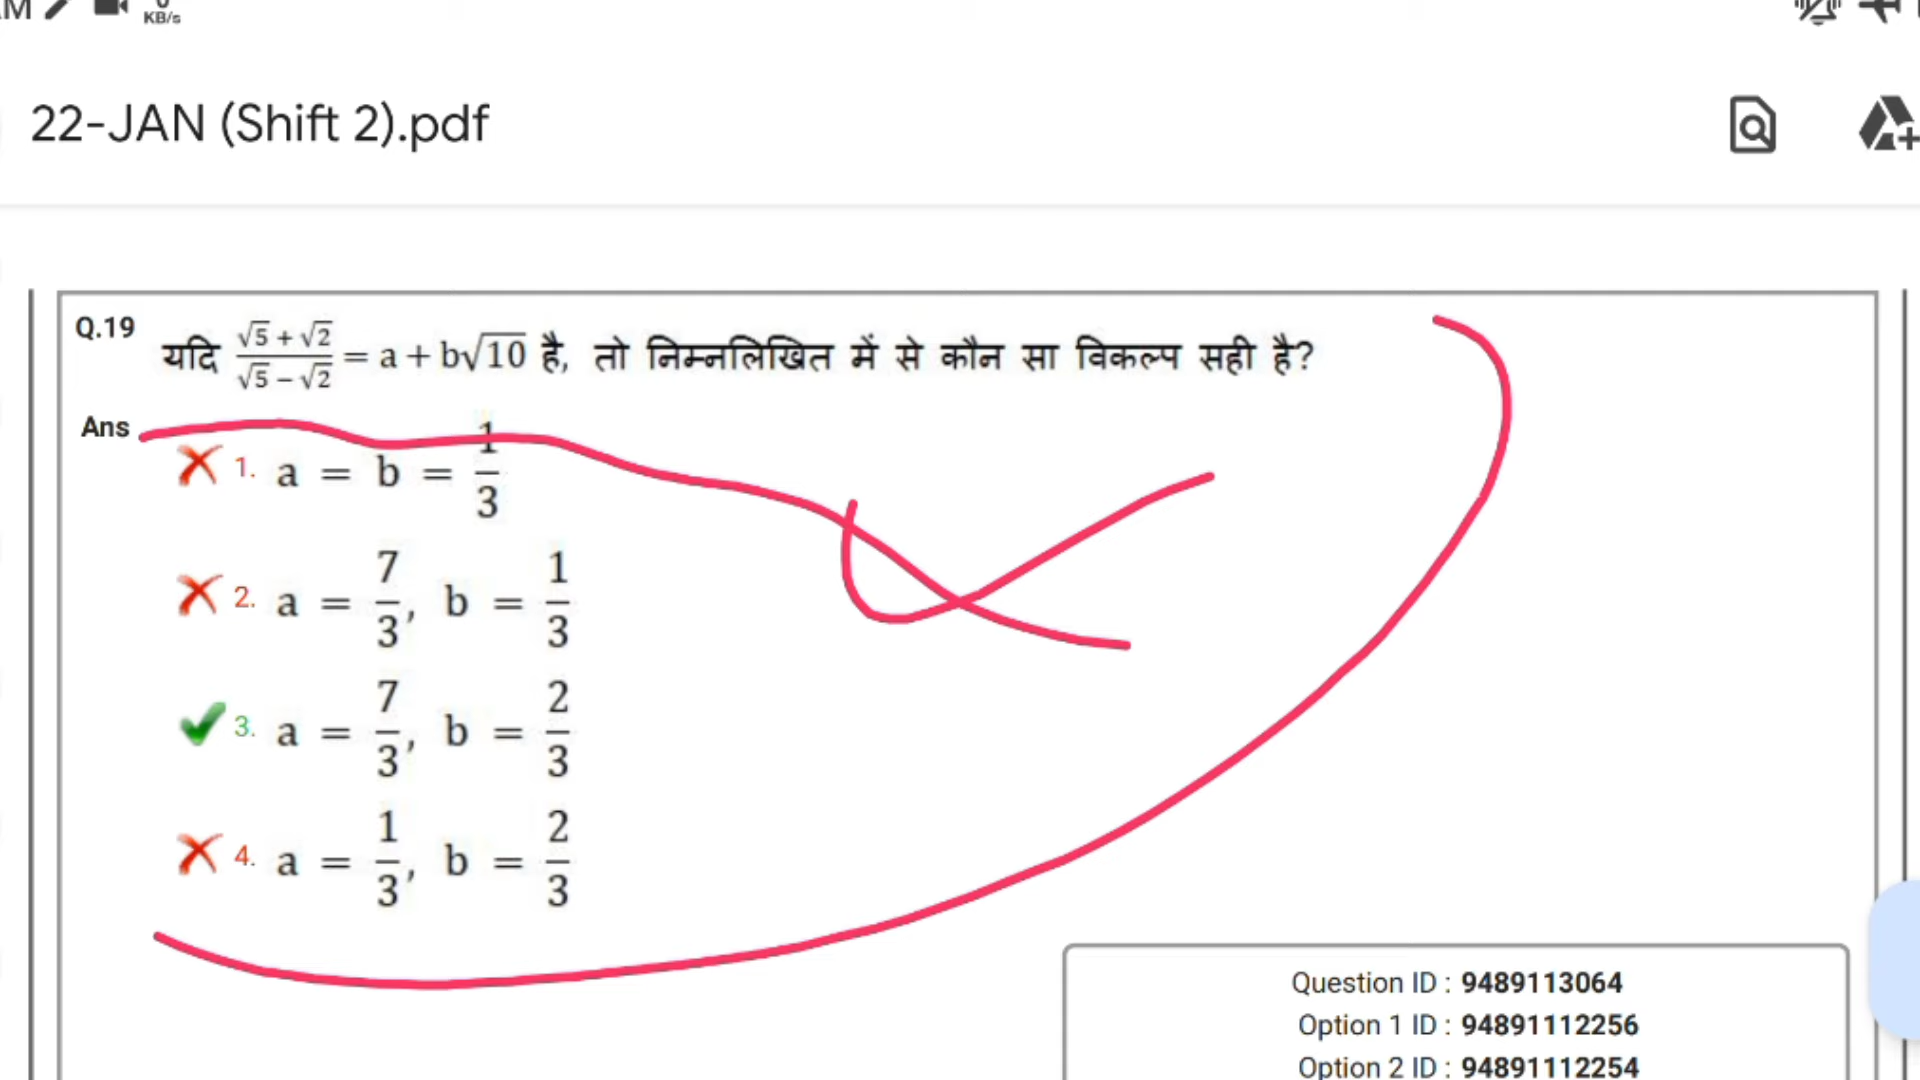 M 0 KB/s
22-JAN (Shift 2).pdf
Q.19 यदि (√5 + √2)/(√5 − √2) = a + b√10 है, तो निम्नलिखित में से कौन सा विकल्प सही है?
Ans
1. a = b = 1/3
2. a = 7/3, b = 1/3
3. a = 7/3, b = 2/3
4. a = 1/3, b = 2/3
Question ID : 9489113064
Option 1 ID : 94891112256
Option 2 ID : 94891112254